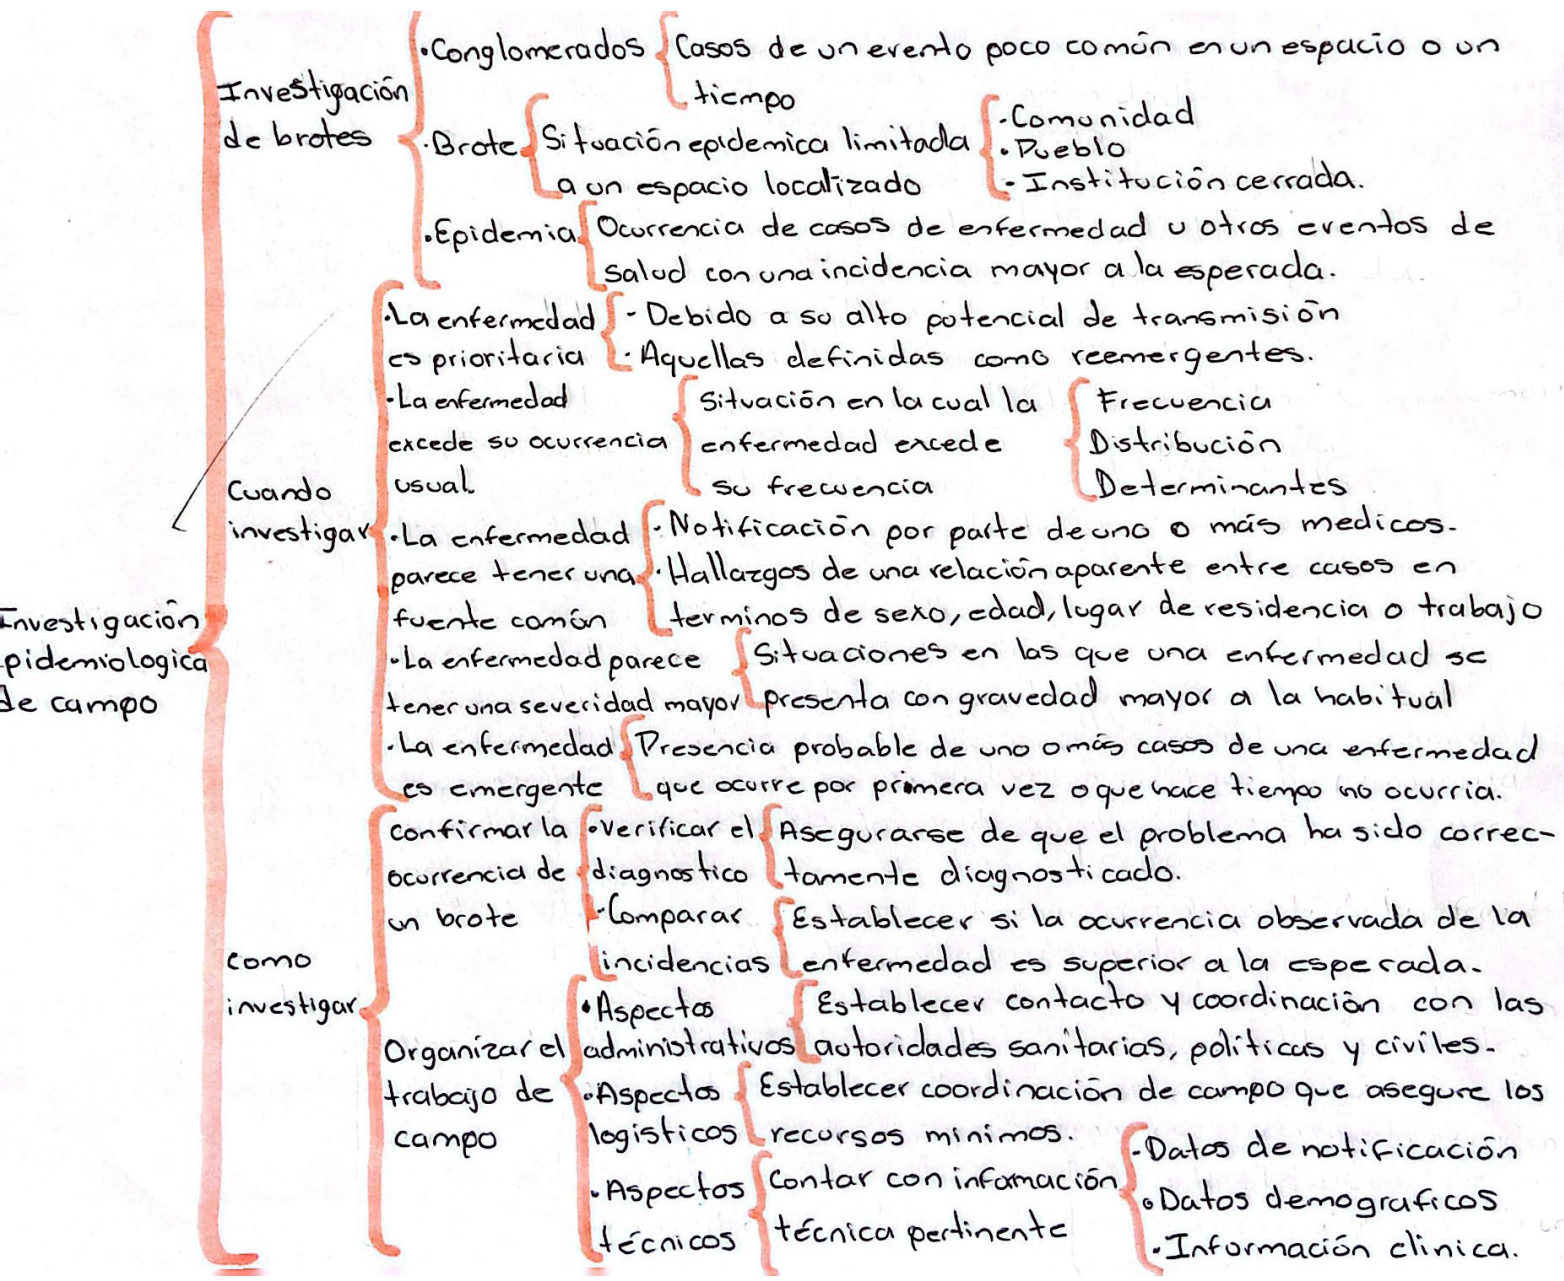 Investigación
epidemiologica
de campo
Investigación
de brotes
·Conglomerados
Casos de un evento poco común en un espacio o un
tiempo
·Brote
Situación epidemica limitada
a un espacio localizado
·Comunidad
·Pueblo
·Institución cerrada.
·Epidemia
Ocurrencia de casos de enfermedad u otros eventos de
salud con una incidencia mayor a la esperada.
Cuando
investigar
·La enfermedad
es prioritaria
·Debido a su alto potencial de transmisión
·Aquellas definidas como reemergentes.
·La enfermedad
excede su ocurrencia
usual.
Situación en la cual la
enfermedad excede
su frecuencia
Frecuencia
Distribución
Determinantes
·La enfermedad
parece tener una
fuente común
·Notificación por parte de uno o más medicos.
·Hallazgos de una relación aparente entre casos en
terminos de sexo, edad, lugar de residencia o trabajo
·La enfermedad parece
tener una severidad mayor
Situaciones en las que una enfermedad se
presenta con gravedad mayor a la habitual
·La enfermedad
es emergente
Presencia probable de uno o más casos de una enfermedad
que ocurre por primera vez o que hace tiempo no ocurria.
como
investigar
confirmar la
ocurrencia de
un brote
·verificar el
diagnostico
Asegurarse de que el problema ha sido correc-
tamente diagnosticado.
·Comparar
incidencias
Establecer si la ocurrencia observada de la
enfermedad es superior a la esperada.
Organizar el
trabajo de
campo
·Aspectos
administrativos
Establecer contacto y coordinación con las
autoridades sanitarias, políticas y civiles.
·Aspectos
logísticos
Establecer coordinación de campo que asegure los
recursos minimos.
·Aspectos
técnicos
Contar con información
técnica pertinente
·Datos de notificación
·Datos demograficos
·Información clinica.